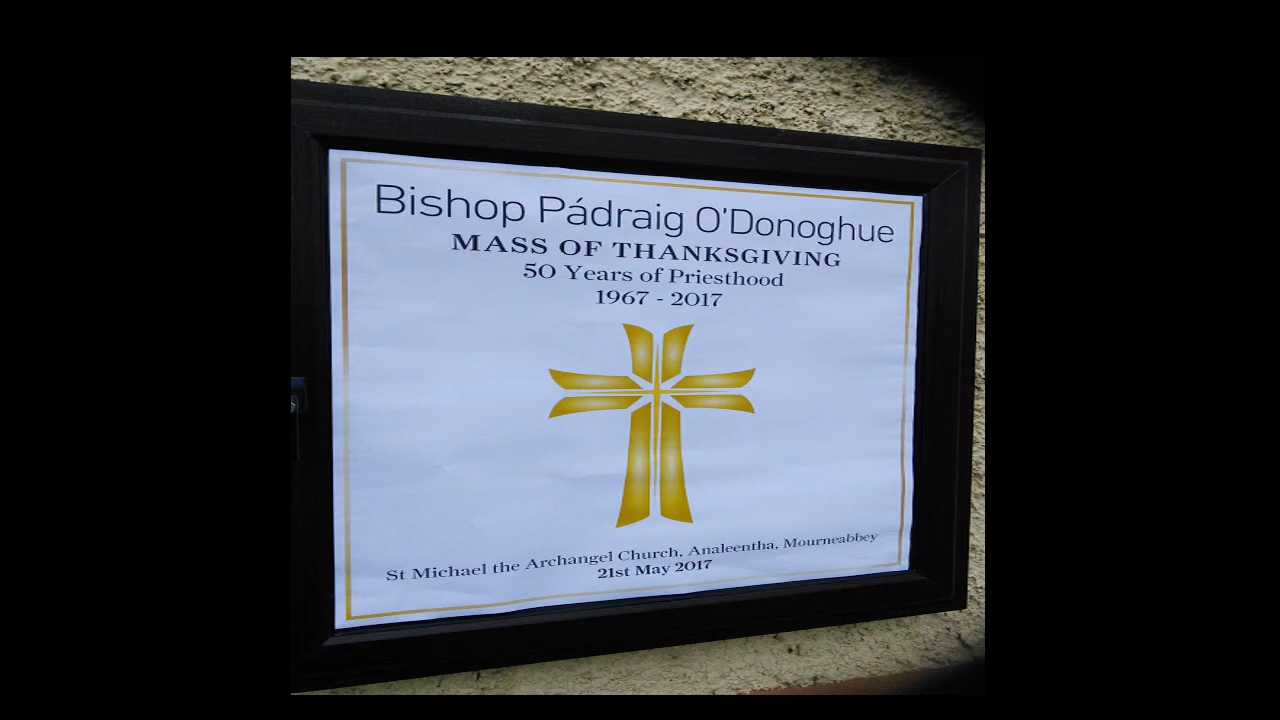 Bishop Pádraig O'Donoghue
MASS OF THANKSGIVING
50 Years of Priesthood
1967 - 2017
St Michael the Archangel Church, Analeentha, Mourneabbey
21st May 2017